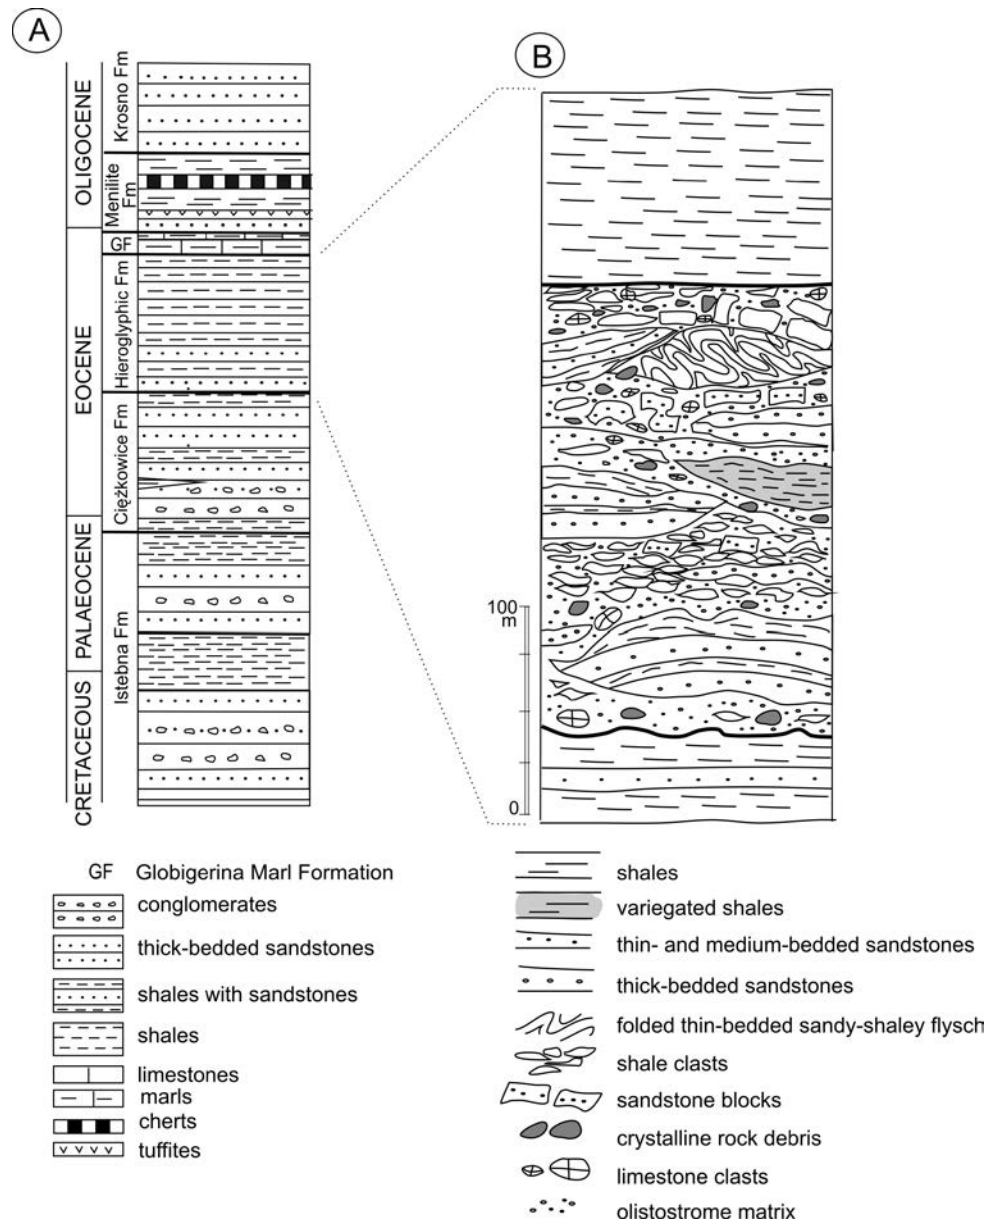 A
B
OLIGOCENE
EOCENE
PALAEOCENE
CRETACEOUS
Krosno Fm
Menilite
Fm
GF
Hieroglyphic Fm
Ciężkowice Fm
Istebna Fm
100
m
0
GF Globigerina Marl Formation
conglomerates
thick-bedded sandstones
shales with sandstones
shales
limestones
marls
cherts
tuffites
shales
variegated shales
thin- and medium-bedded sandstones
thick-bedded sandstones
folded thin-bedded sandy-shaley flysch
shale clasts
sandstone blocks
crystalline rock debris
limestone clasts
olistostrome matrix